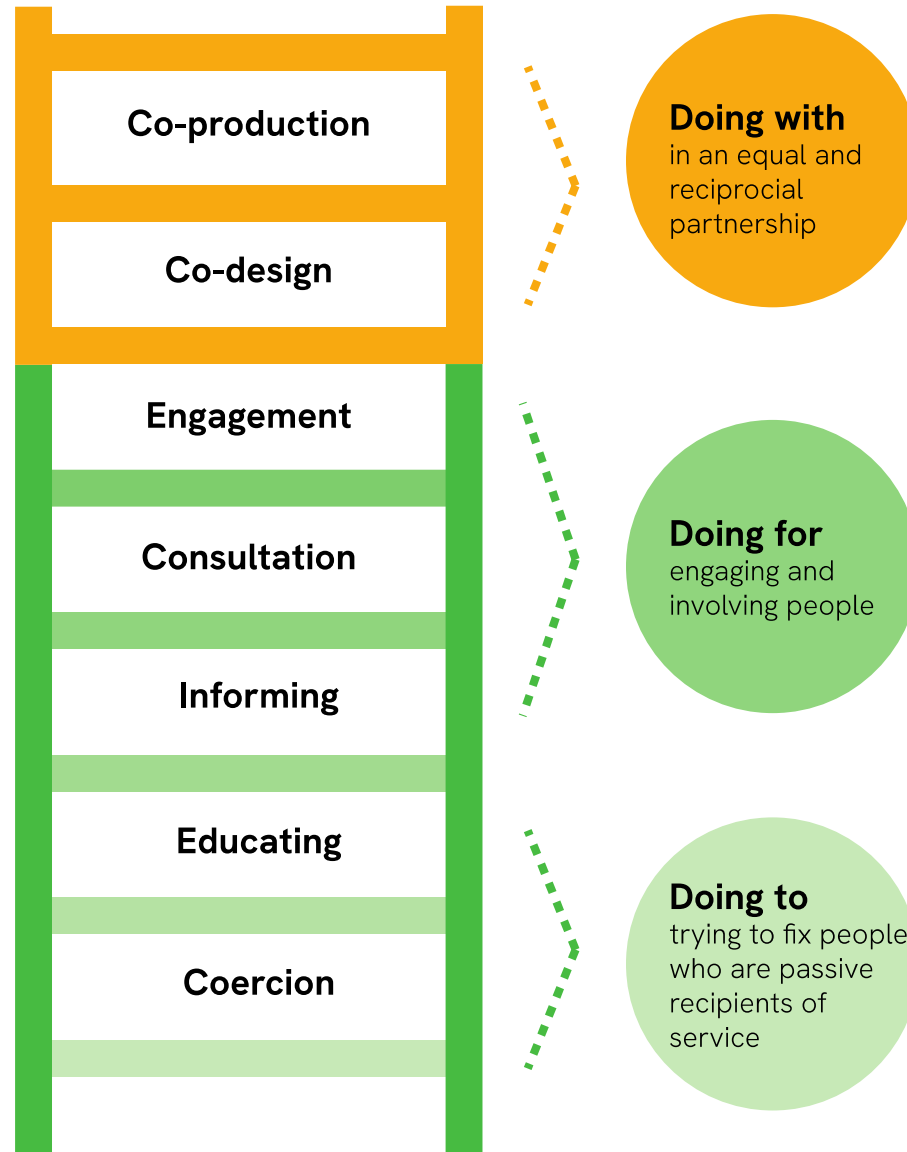 Co-production
Co-design
Engagement
Consultation
Informing
Educating
Coercion
Doing with
in an equal and
reciprocial
partnership
Doing for
engaging and
involving people
Doing to
trying to fix people
who are passive
recipients of
service